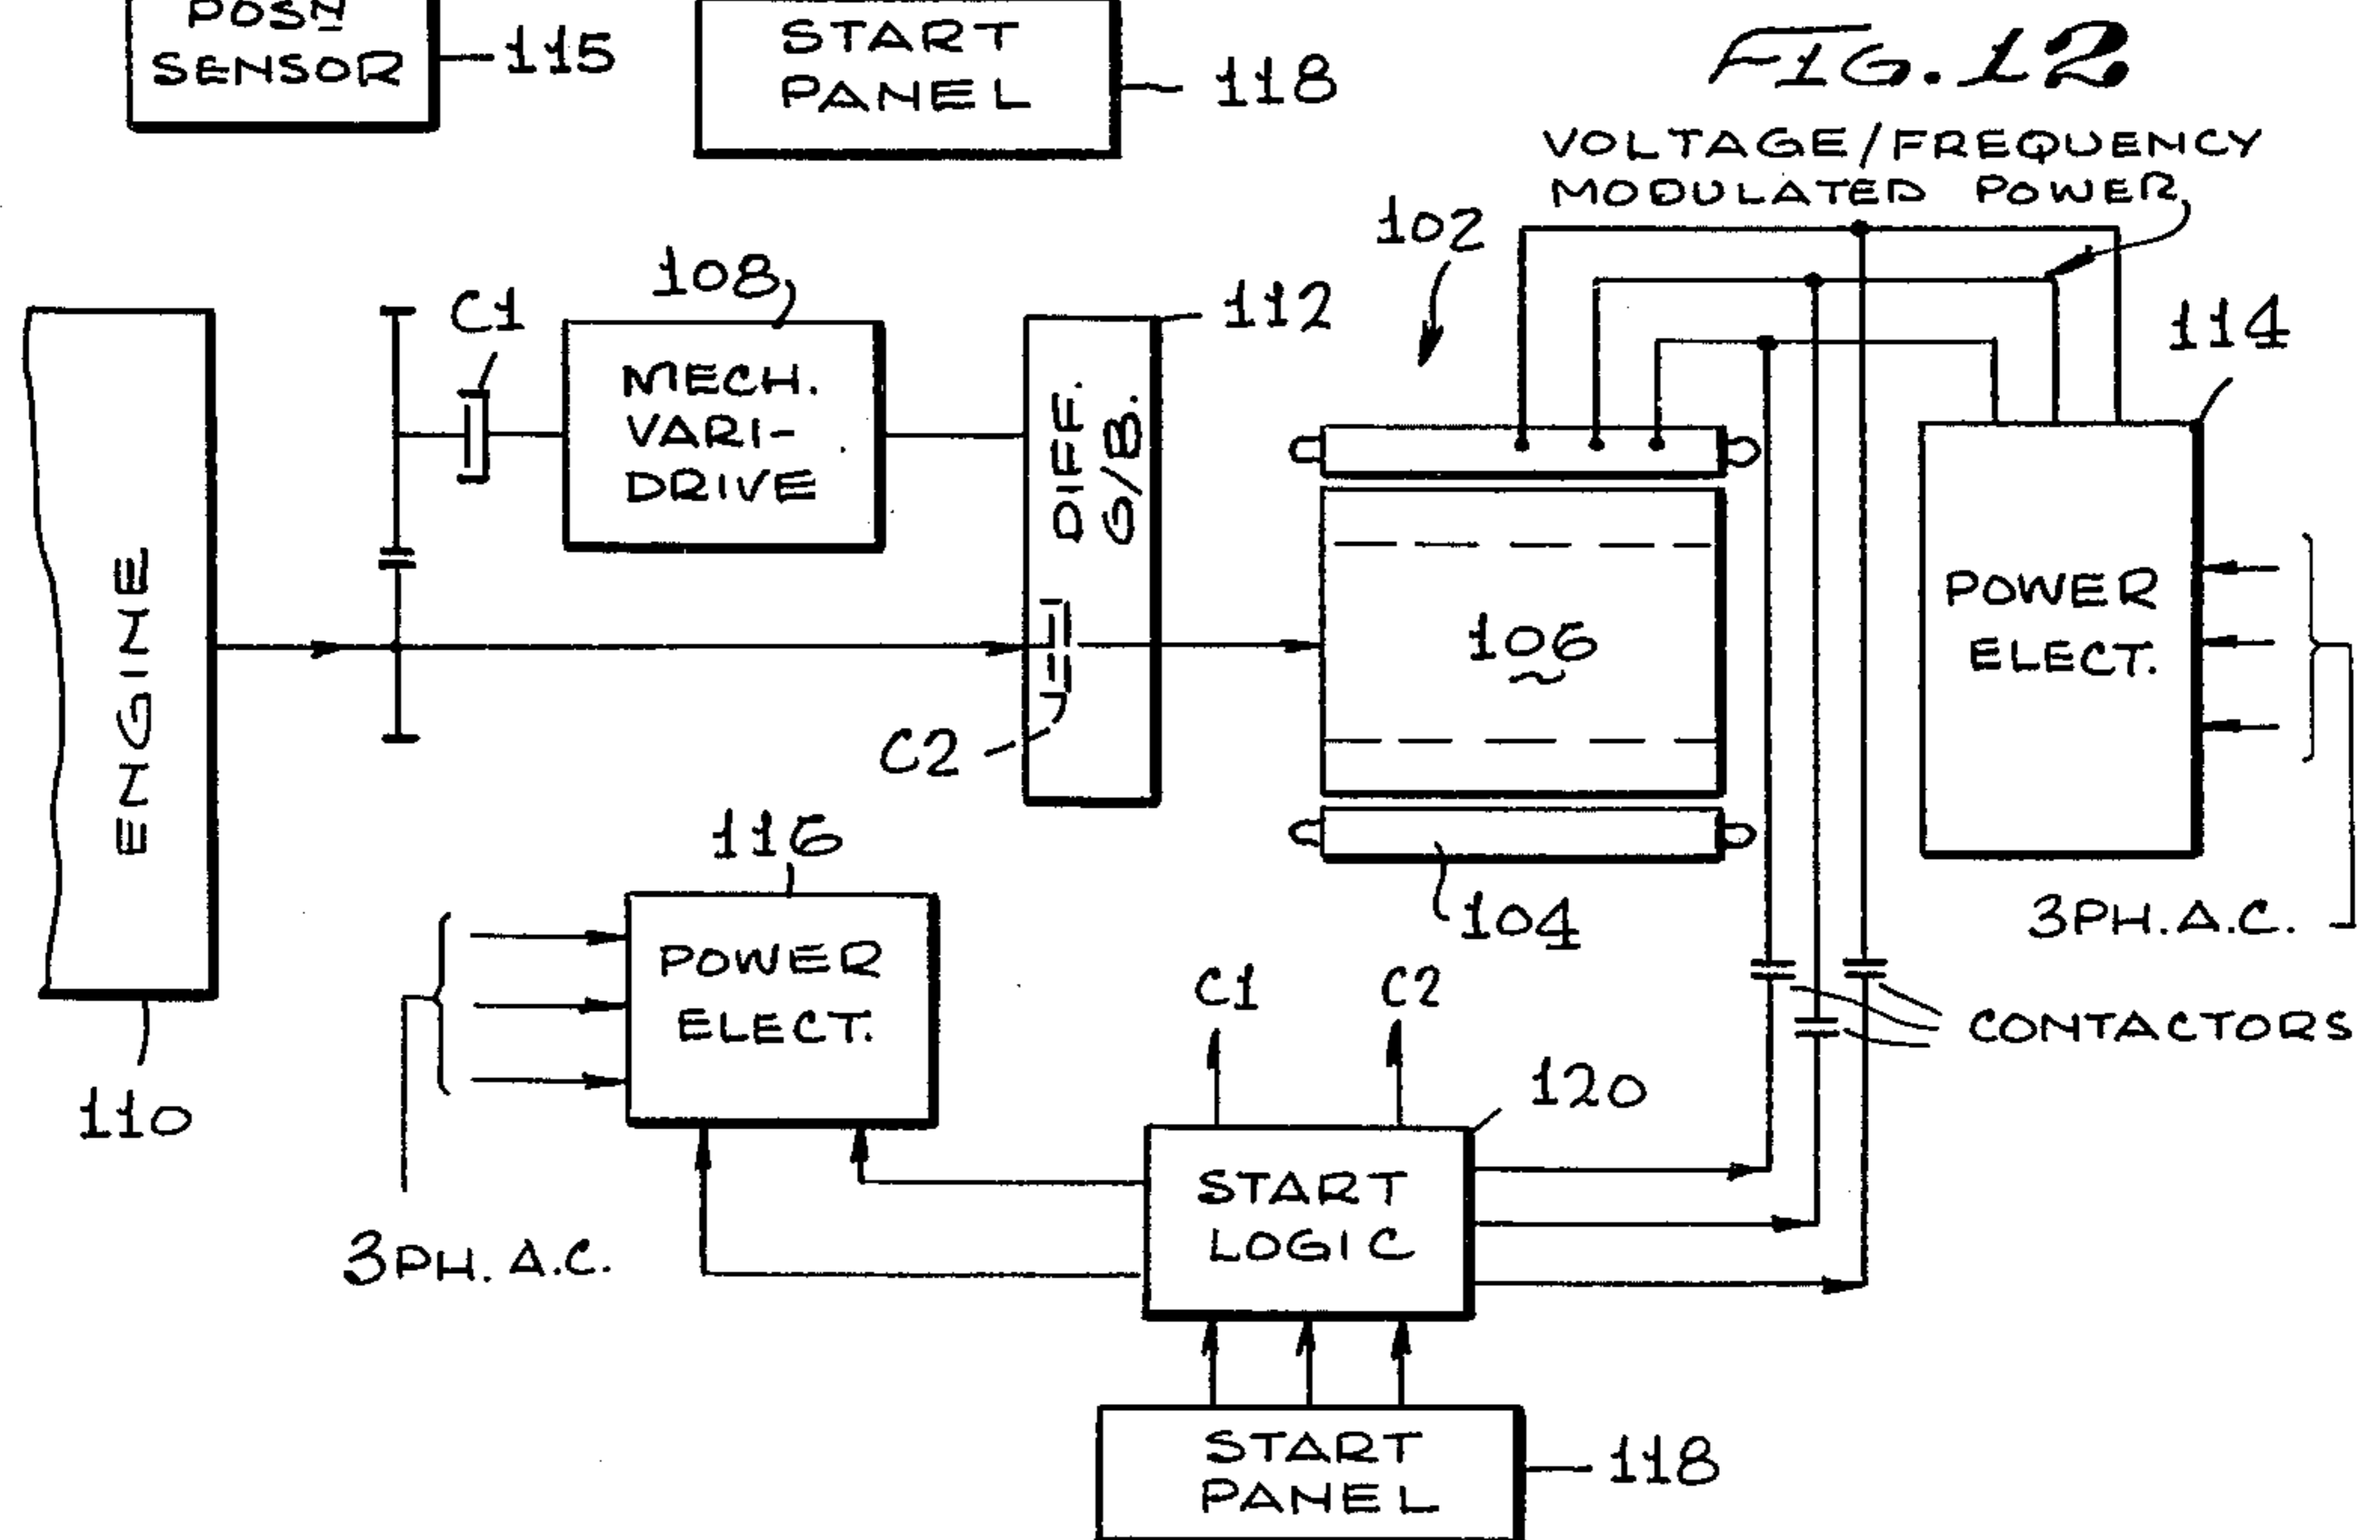 POSN
SENSOR
115
START
PANEL
118
FIG. 12
VOLTAGE/FREQUENCY
MODULATED POWER
102
108
C1
112
114
MECH.
VARI-
DRIVE
DIFF.
G/B.
ENGINE
106
POWER
ELECT.
C2
116
104
3PH. A.C.
POWER
ELECT.
C1
C2
CONTACTORS
110
120
START
LOGIC
3PH. A.C.
START
PANEL
118